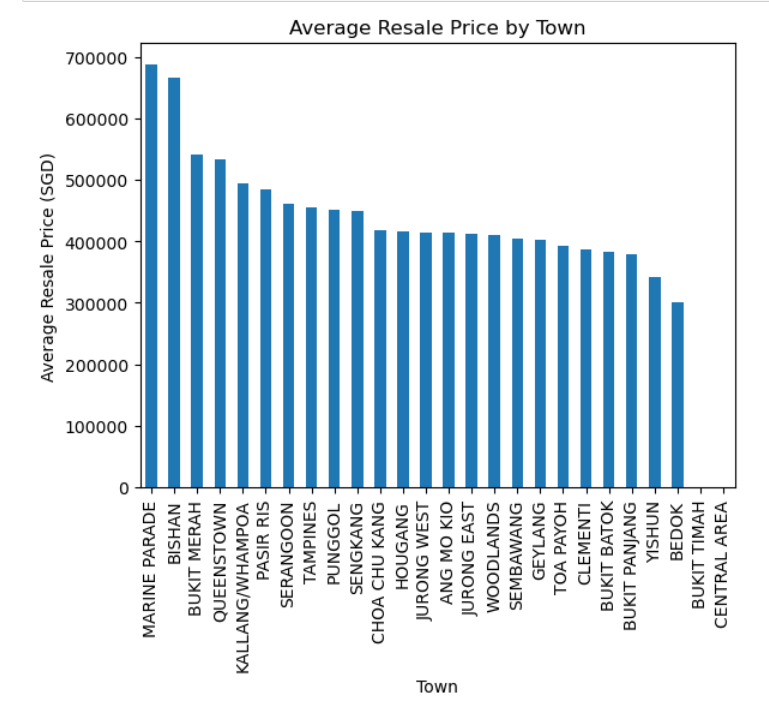 Average Resale Price by Town
Average Resale Price (SGD)
700000
600000
500000
400000
300000
200000
100000
0
MARINE PARADE
BISHAN
BUKIT MERAH
QUEENSTOWN
KALLANG/WHAMPOA
PASIR RIS
SERANGOON
TAMPINES
PUNGGOL
SENGKANG
CHOA CHU KANG
HOUGANG
JURONG WEST
ANG MO KIO
JURONG EAST
WOODLANDS
SEMBAWANG
GEYLANG
TOA PAYOH
CLEMENTI
BUKIT BATOK
BUKIT PANJANG
YISHUN
BEDOK
BUKIT TIMAH
CENTRAL AREA
Town